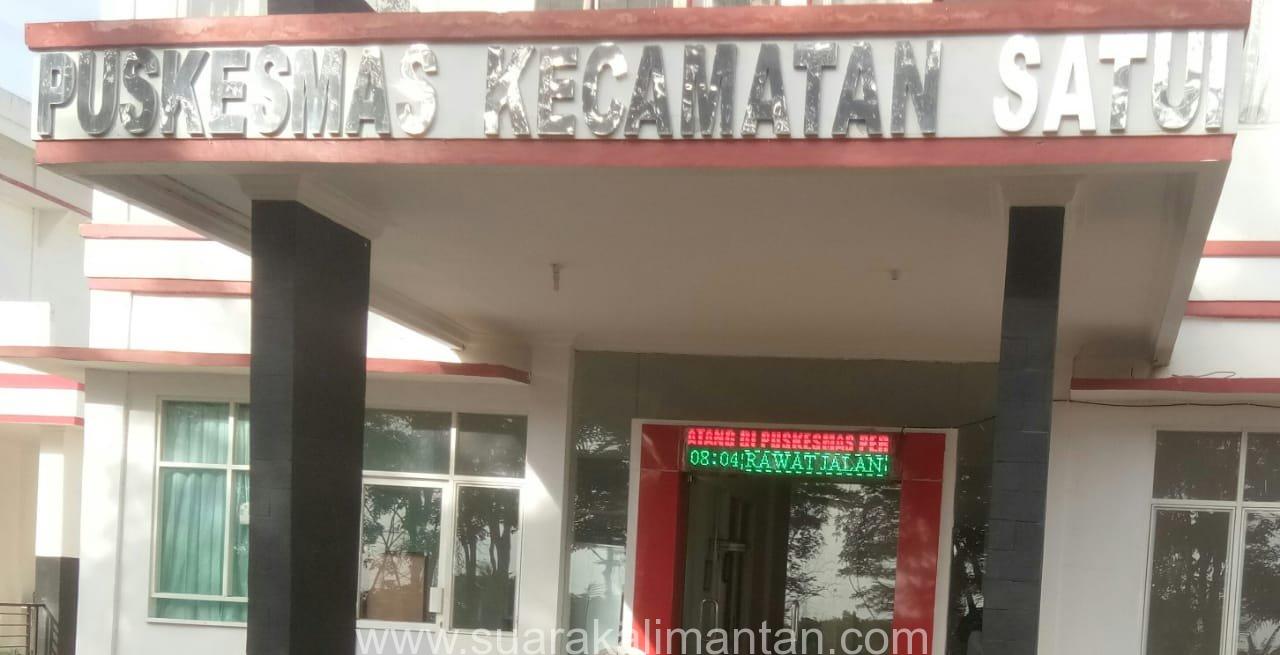 PUSKESMAS KECAMATAN SATUI
ATANG DI PUSKESMAS PER
08:04 RAWAT JALAN
www.suarakalimantan.com